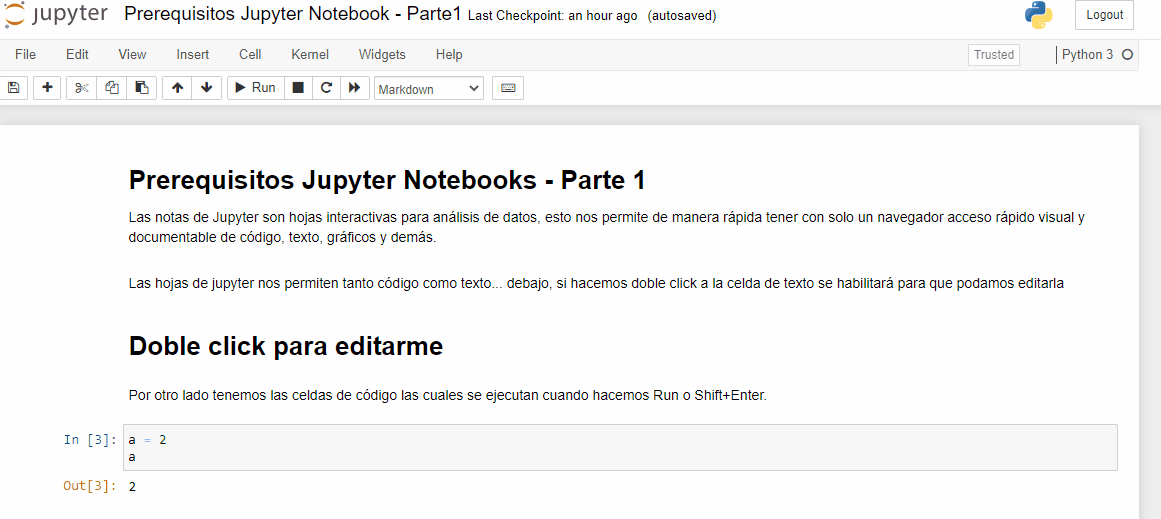 jupyter Prerequisitos Jupyter Notebook - Parte1 Last Checkpoint: an hour ago (autosaved) Logout
File Edit View Insert Cell Kernel Widgets Help Trusted Python 3
Run Markdown
Prerequisitos Jupyter Notebooks - Parte 1
Las notas de Jupyter son hojas interactivas para análisis de datos, esto nos permite de manera rápida tener con solo un navegador acceso rápido visual y
documentable de código, texto, gráficos y demás.
Las hojas de jupyter nos permiten tanto código como texto... debajo, si hacemos doble click a la celda de texto se habilitará para que podamos editarla
Doble click para editarme
Por otro lado tenemos las celdas de código las cuales se ejecutan cuando hacemos Run o Shift+Enter.
In [3]: a = 2
a
Out[3]: 2